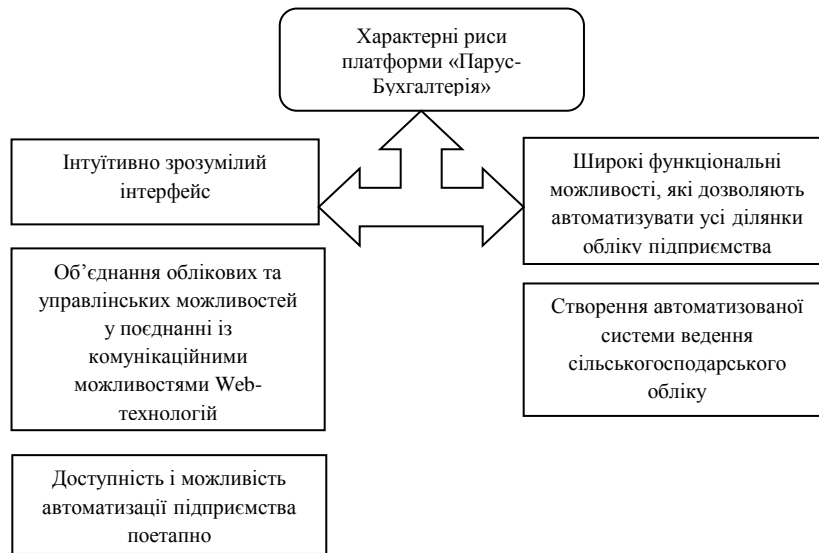 Характерні риси
платформи «Парус-
Бухгалтерія»
Інтуїтивно зрозумілий
інтерфейс
Широкі функціональні
можливості, які дозволяють
автоматизувати усі ділянки
обліку підприємства
Об’єднання облікових та
управлінських можливостей
у поєднанні із
комунікаційними
можливостями Web-
технологій
Створення автоматизованої
системи ведення
сільськогосподарського
обліку
Доступність і можливість
автоматизації підприємства
поетапно